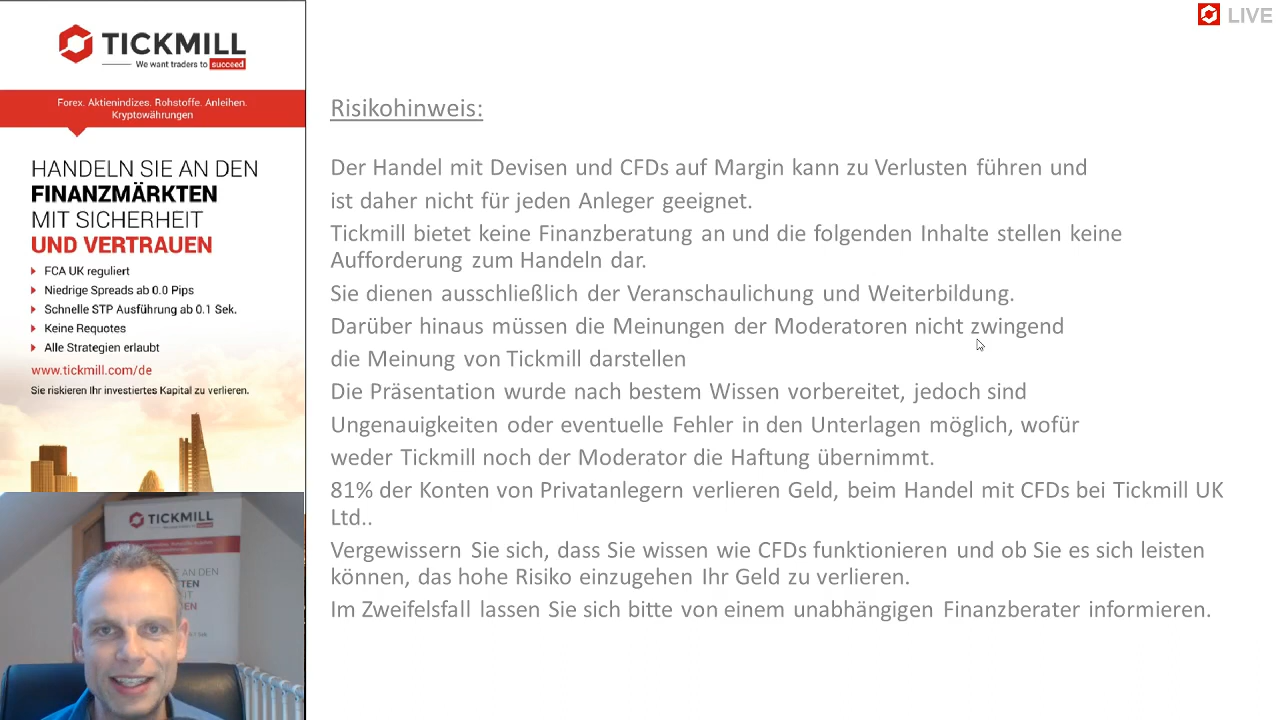 TICKMILL
We want traders to succeed
Forex. Aktienindizes. Rohstoffe. Anleihen.
Kryptowährungen
HANDELN SIE AN DEN
FINANZMÄRKTEN
MIT SICHERHEIT
UND VERTRAUEN
FCA UK reguliert
Niedrige Spreads ab 0.0 Pips
Schnelle STP Ausführung ab 0.1 Sek.
Keine Requotes
Alle Strategien erlaubt
www.tickmill.com/de
Sie riskieren Ihr investiertes Kapital zu verlieren.
TICKMILL
LIVE
Risikohinweis:
Der Handel mit Devisen und CFDs auf Margin kann zu Verlusten führen und
ist daher nicht für jeden Anleger geeignet.
Tickmill bietet keine Finanzberatung an und die folgenden Inhalte stellen keine
Aufforderung zum Handeln dar.
Sie dienen ausschließlich der Veranschaulichung und Weiterbildung.
Darüber hinaus müssen die Meinungen der Moderatoren nicht zwingend
die Meinung von Tickmill darstellen
Die Präsentation wurde nach bestem Wissen vorbereitet, jedoch sind
Ungenauigkeiten oder eventuelle Fehler in den Unterlagen möglich, wofür
weder Tickmill noch der Moderator die Haftung übernimmt.
81% der Konten von Privatanlegern verlieren Geld, beim Handel mit CFDs bei Tickmill UK
Ltd..
Vergewissern Sie sich, dass Sie wissen wie CFDs funktionieren und ob Sie es sich leisten
können, das hohe Risiko einzugehen Ihr Geld zu verlieren.
Im Zweifelsfall lassen Sie sich bitte von einem unabhängigen Finanzberater informieren.